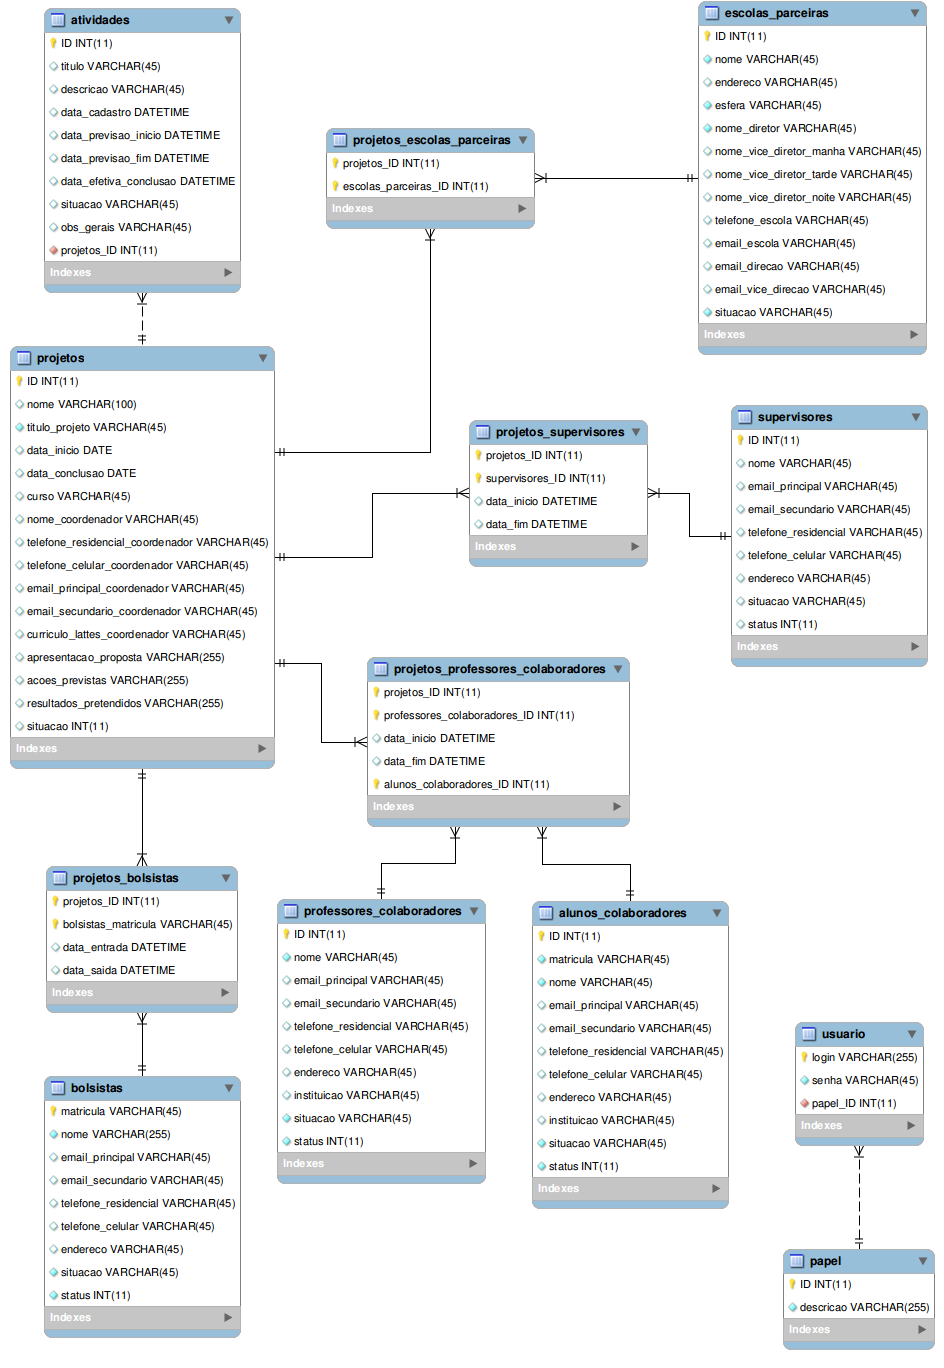 atividades
ID INT(11)
titulo VARCHAR(45)
descricao VARCHAR(45)
data_cadastro DATETIME
data_previsao_inicio DATETIME
data_previsao_fim DATETIME
data_efetiva_conclusao DATETIME
situacao VARCHAR(45)
obs_gerais VARCHAR(45)
projetos_ID INT(11)
Indexes
escolas_parceiras
ID INT(11)
nome VARCHAR(45)
endereco VARCHAR(45)
esfera VARCHAR(45)
nome_diretor VARCHAR(45)
nome_vice_diretor_manha VARCHAR(45)
nome_vice_diretor_tarde VARCHAR(45)
nome_vice_diretor_noite VARCHAR(45)
telefone_escola VARCHAR(45)
email_escola VARCHAR(45)
email_direcao VARCHAR(45)
email_vice_direcao VARCHAR(45)
situacao VARCHAR(45)
Indexes
projetos_escolas_parceiras
projetos_ID INT(11)
escolas_parceiras_ID INT(11)
Indexes
projetos
ID INT(11)
nome VARCHAR(100)
titulo_projeto VARCHAR(45)
data_inicio DATE
data_conclusao DATE
curso VARCHAR(45)
nome_coordenador VARCHAR(45)
telefone_residencial_coordenador VARCHAR(45)
telefone_celular_coordenador VARCHAR(45)
email_principal_coordenador VARCHAR(45)
email_secundario_coordenador VARCHAR(45)
curriculo_lattes_coordenador VARCHAR(45)
apresentacao_proposta VARCHAR(255)
acoes_previstas VARCHAR(255)
resultados_pretendidos VARCHAR(255)
situacao INT(11)
Indexes
projetos_supervisores
projetos_ID INT(11)
supervisores_ID INT(11)
data_inicio DATETIME
data_fim DATETIME
Indexes
supervisores
ID INT(11)
nome VARCHAR(45)
email_principal VARCHAR(45)
email_secundario VARCHAR(45)
telefone_residencial VARCHAR(45)
telefone_celular VARCHAR(45)
endereco VARCHAR(45)
situacao VARCHAR(45)
status INT(11)
Indexes
projetos_professores_colaboradores
projetos_ID INT(11)
professores_colaboradores_ID INT(11)
data_inicio DATETIME
data_fim DATETIME
alunos_colaboradores_ID INT(11)
Indexes
projetos_bolsistas
projetos_ID INT(11)
bolsistas_matricula VARCHAR(45)
data_entrada DATETIME
data_saida DATETIME
Indexes
professores_colaboradores
ID INT(11)
nome VARCHAR(45)
email_principal VARCHAR(45)
email_secundario VARCHAR(45)
telefone_residencial VARCHAR(45)
telefone_celular VARCHAR(45)
endereco VARCHAR(45)
instituicao VARCHAR(45)
situacao VARCHAR(45)
status INT(11)
Indexes
alunos_colaboradores
ID INT(11)
matricula VARCHAR(45)
nome VARCHAR(45)
email_principal VARCHAR(45)
email_secundario VARCHAR(45)
telefone_residencial VARCHAR(45)
telefone_celular VARCHAR(45)
endereco VARCHAR(45)
instituicao VARCHAR(45)
situacao VARCHAR(45)
status INT(11)
Indexes
bolsistas
matricula VARCHAR(45)
nome VARCHAR(255)
email_principal VARCHAR(45)
email_secundario VARCHAR(45)
telefone_residencial VARCHAR(45)
telefone_celular VARCHAR(45)
endereco VARCHAR(45)
situacao VARCHAR(45)
status INT(11)
Indexes
usuario
login VARCHAR(255)
senha VARCHAR(45)
papel_ID INT(11)
Indexes
papel
ID INT(11)
descricao VARCHAR(255)
Indexes